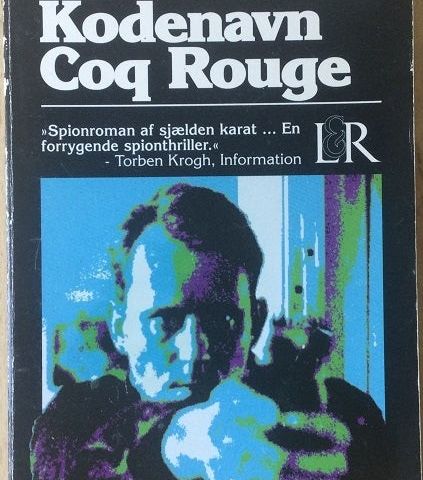 Kodenavn
Coq Rouge
»Spionroman af sjælden karat ... En
forrygende spionthriller.«
- Torben Krogh, Information
L&R